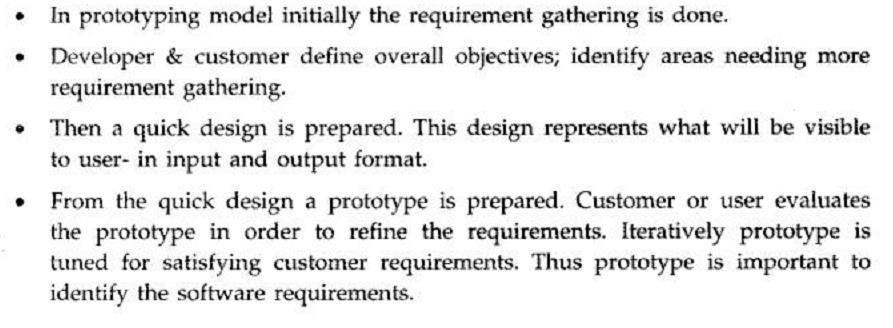 • In prototyping model initially the requirement gathering is done.
• Developer & customer define overall objectives; identify areas needing more
requirement gathering.
• Then a quick design is prepared. This design represents what will be visible
to user- in input and output format.
• From the quick design a prototype is prepared. Customer or user evaluates
the prototype in order to refine the requirements. Iteratively prototype is
tuned for satisfying customer requirements. Thus prototype is important to
identify the software requirements.